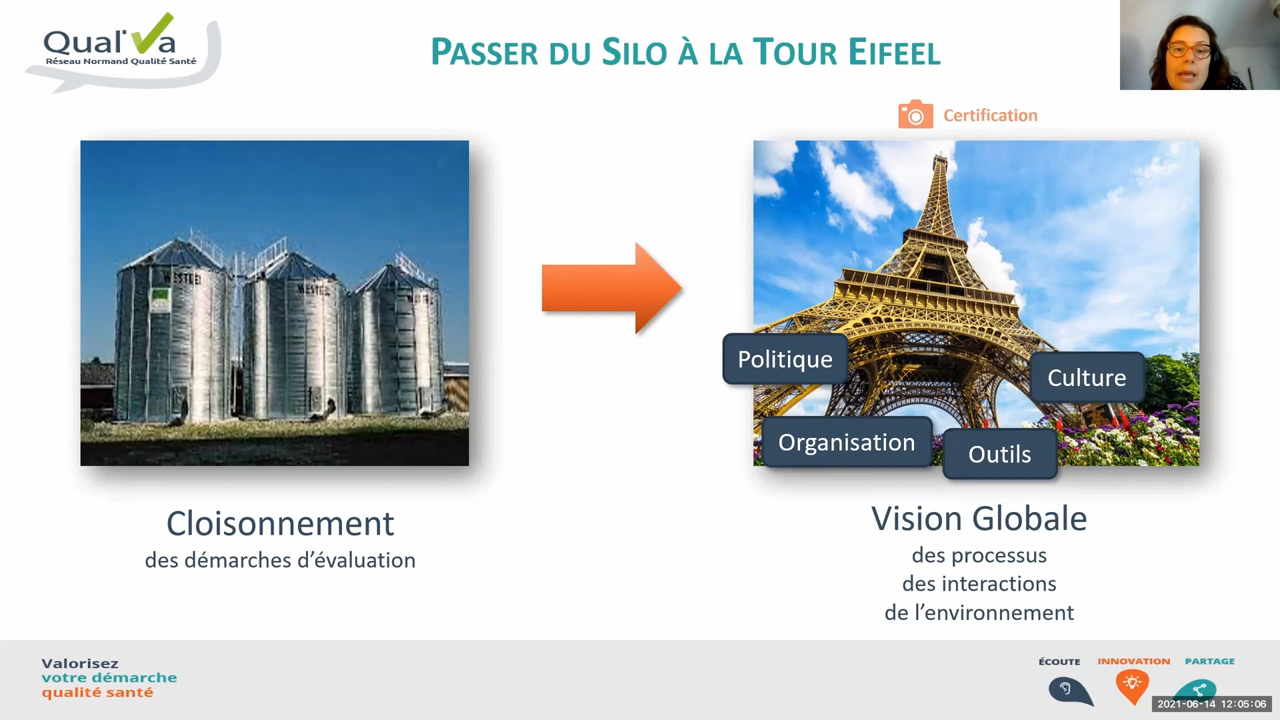 Qual'Va
Réseau Normand Qualité Santé
PASSER DU SILO À LA TOUR EIFEEL
Certification
WESTEEL
WESTEEL
Politique
Culture
Organisation
Outils
Cloisonnement
des démarches d’évaluation
Vision Globale
des processus
des interactions
de l’environnement
Valorisez
votre démarche
qualité santé
ÉCOUTE
INNOVATION
PARTAGE
2021-06-14 12:05:06